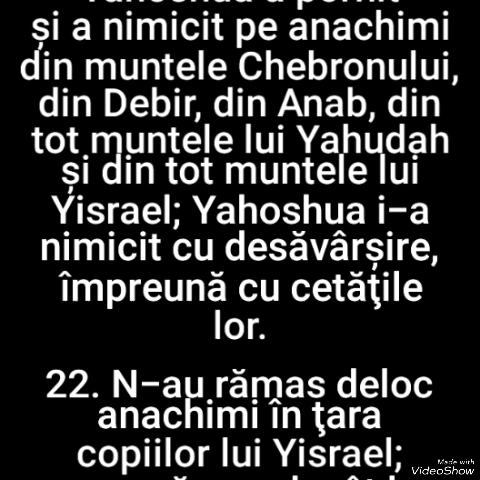 și a nimicit pe anachimi
din muntele Chebronului,
din Debir, din Anab, din
tot muntele lui Yahudah
și din tot muntele lui
Yisrael; Yahoshua i-a
nimicit cu desăvârșire,
împreună cu cetăţile
lor.
22. N-au rămas deloc
anachimi în ţara
copiilor lui Yisrael;
Made with
VideoShow